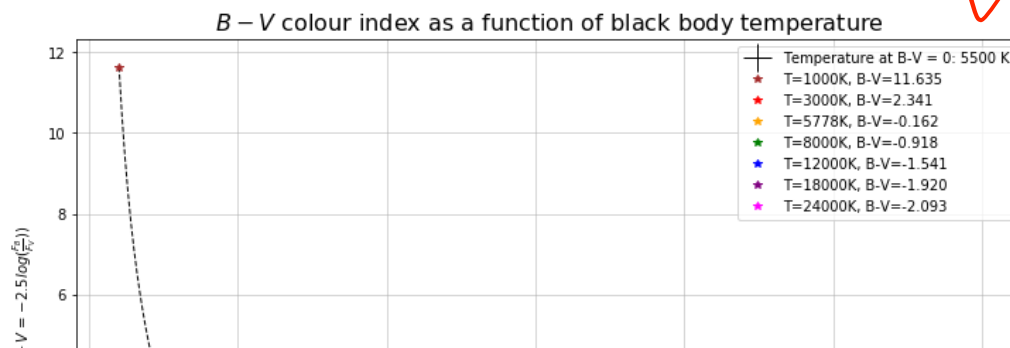 B − V colour index as a function of black body temperature
12
10
8
6
Temperature at B-V = 0: 5500 K
T=1000K, B-V=11.635
T=3000K, B-V=2.341
T=5778K, B-V=-0.162
T=8000K, B-V=-0.918
T=12000K, B-V=-1.541
T=18000K, B-V=-1.920
T=24000K, B-V=-2.093
V = −2.5log(F_B/F_V))